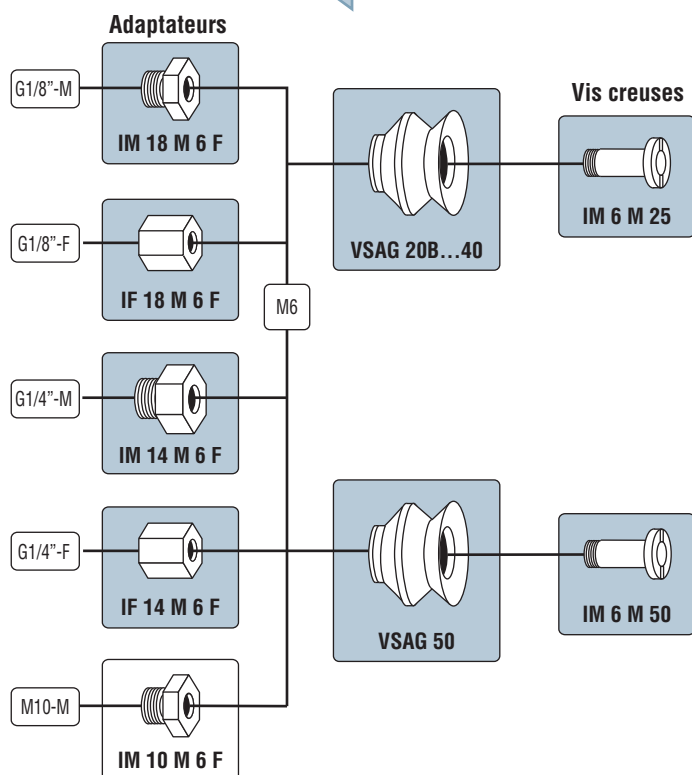 Adaptateurs
G1/8”-M
IM 18 M 6 F
Vis creuses
VSAG 20B…40
IM 6 M 25
G1/8”-F
IF 18 M 6 F
M6
G1/4”-M
IM 14 M 6 F
G1/4”-F
IF 14 M 6 F
VSAG 50
IM 6 M 50
M10-M
IM 10 M 6 F